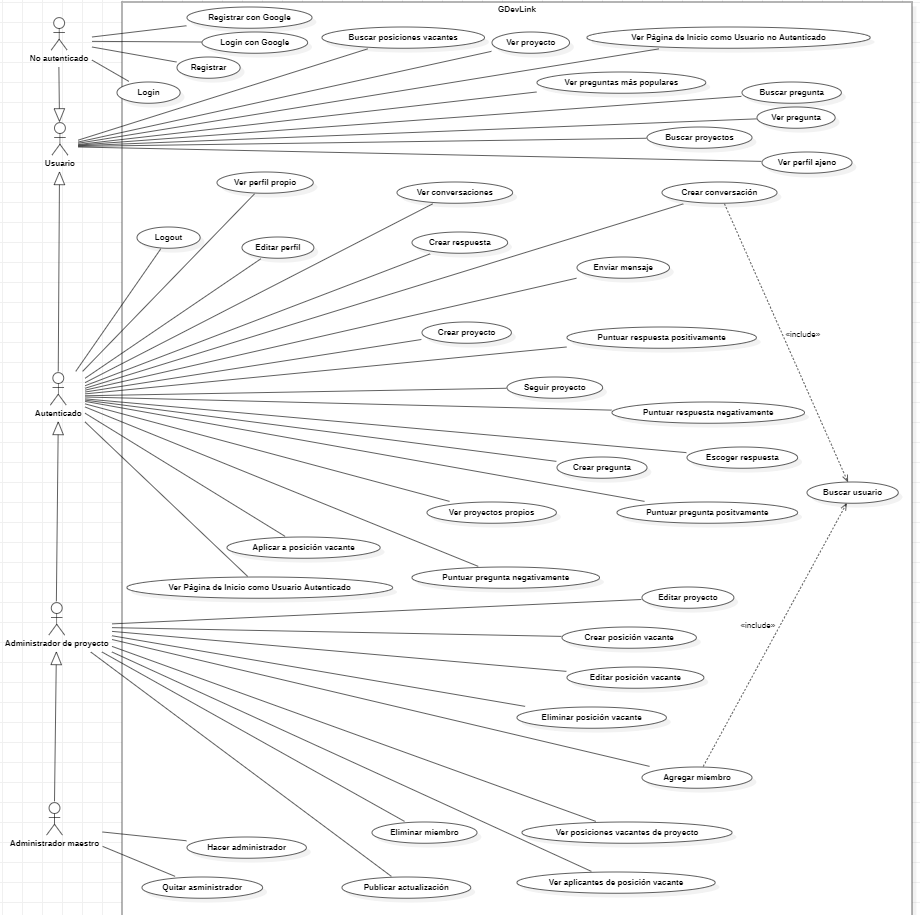 GDevLink
Registrar con Google
Buscar posiciones vacantes
Ver proyecto
Ver Página de Inicio como Usuario no Autenticado
Login con Google
No autenticado
Registrar
Login
Ver preguntas más populares
Buscar pregunta
Ver pregunta
Buscar proyectos
Usuario
Ver perfil ajeno
Ver perfil propio
Ver conversaciones
Crear conversación
Logout
Editar perfil
Crear respuesta
Enviar mensaje
Crear proyecto
Puntuar respuesta positivamente
«include»
Seguir proyecto
Autenticado
Puntuar respuesta negativamente
Escoger respuesta
Crear pregunta
Buscar usuario
Ver proyectos propios
Puntuar pregunta positvamente
Aplicar a posición vacante
Ver Página de Inicio como Usuario Autenticado
Puntuar pregunta negativamente
Editar proyecto
«include»
Administrador de proyecto
Crear posición vacante
Editar posición vacante
Eliminar posición vacante
Agregar miembro
Administrador maestro
Eliminar miembro
Ver posiciones vacantes de proyecto
Hacer administrador
Quitar asministrador
Publicar actualización
Ver aplicantes de posición vacante